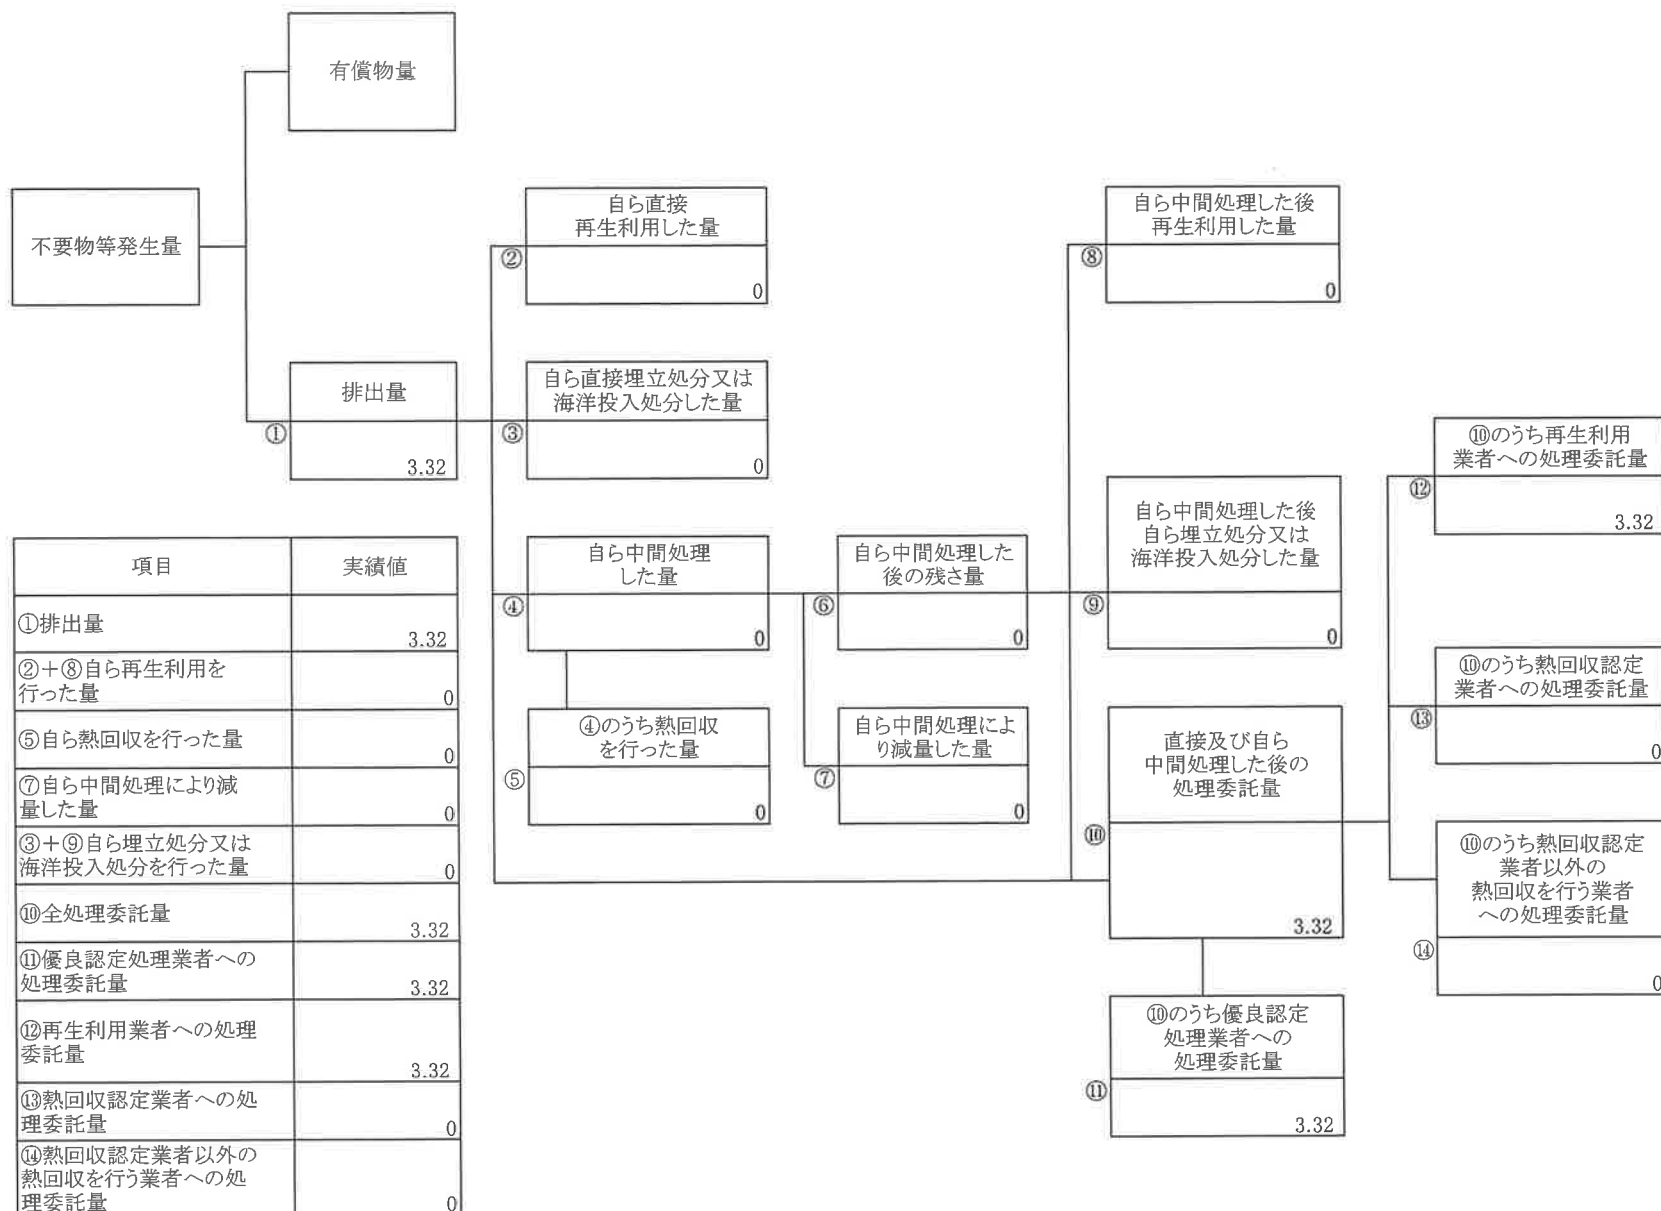 有償物量
不要物等発生量
排出量
①
3.32
自ら直接
再生利用した量
②
0
自ら直接埋立処分又は
海洋投入処分した量
③
0
自ら中間処理
した量
④
0
④のうち熱回収
を行った量
⑤
0
自ら中間処理した
後の残さ量
⑥
0
自ら中間処理によ
り減量した量
⑦
0
自ら中間処理した後
再生利用した量
⑧
0
自ら中間処理した後
自ら埋立処分又は
海洋投入処分した量
⑨
0
直接及び自ら
中間処理した後の
処理委託量
⑩
3.32
⑩のうち優良認定
処理業者への
処理委託量
⑪
3.32
⑩のうち再生利用
業者への処理委託量
⑫
3.32
⑩のうち熱回収認定
業者への処理委託量
⑬
0
⑩のうち熱回収認定
業者以外の
熱回収を行う業者
への処理委託量
⑭
0
項目 実績値
①排出量
3.32
②+⑧自ら再生利用を
行った量
0
⑤自ら熱回収を行った量
0
⑦自ら中間処理により減
量した量
0
③+⑨自ら埋立処分又は
海洋投入処分を行った量
0
⑩全処理委託量
3.32
⑪優良認定処理業者への
処理委託量
3.32
⑫再生利用業者への処理
委託量
3.32
⑬熱回収認定業者への処
理委託量
0
⑭熱回収認定業者以外の
熱回収を行う業者への処
理委託量
0